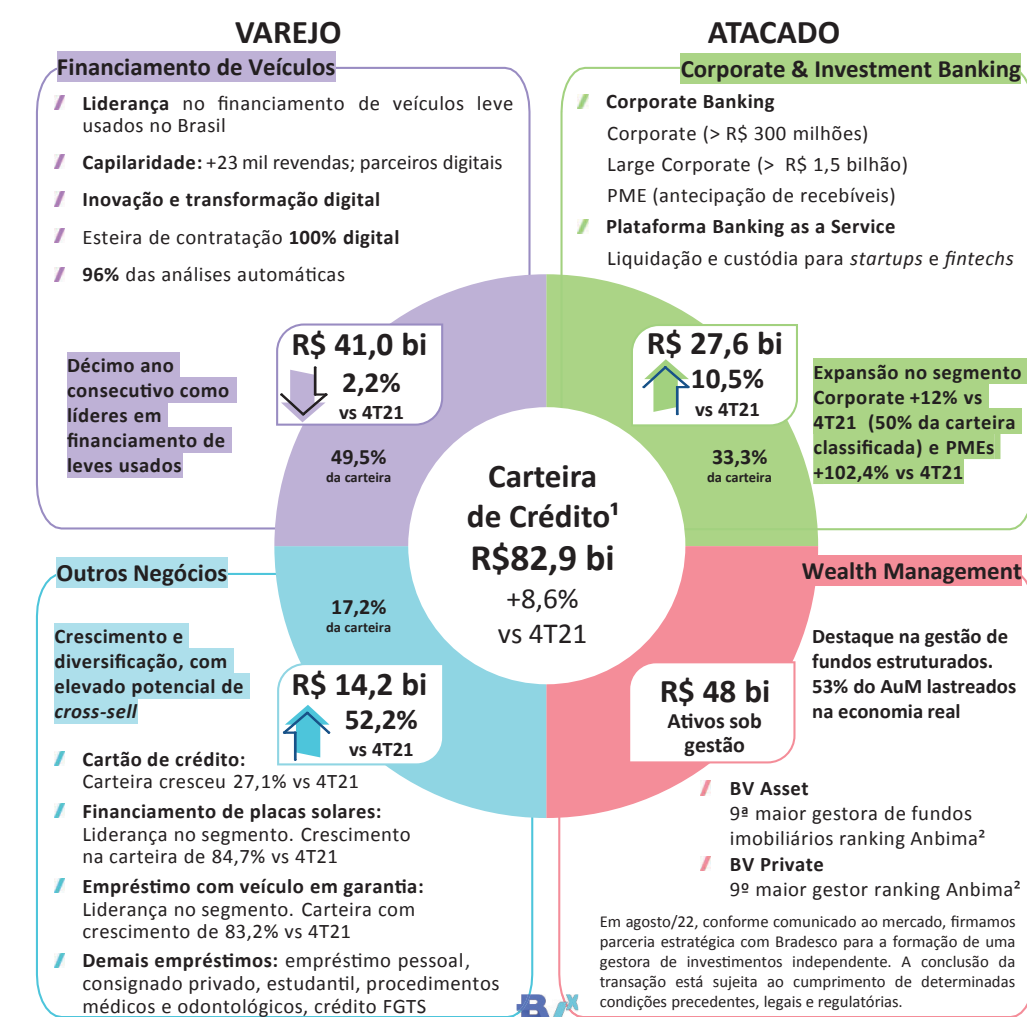 VAREJO
Financiamento de Veículos
Liderança no financiamento de veículos leve
usados no Brasil
Capilaridade: +23 mil revendas; parceiros digitais
Inovação e transformação digital
Esteira de contratação 100% digital
96% das análises automáticas
Décimo ano
consecutivo como
líderes em
financiamento de
leves usados
R$ 41,0 bi
2,2%
vs 4T21
49,5%
da carteira
ATACADO
Corporate & Investment Banking
Corporate Banking
Corporate (> R$ 300 milhões)
Large Corporate (> R$ 1,5 bilhão)
PME (antecipação de recebíveis)
Plataforma Banking as a Service
Liquidação e custódia para startups e fintechs
R$ 27,6 bi
10,5%
vs 4T21
33,3%
da carteira
Expansão no segmento
Corporate +12% vs
4T21 (50% da carteira
classificada) e PMEs
+102,4% vs 4T21
Carteira
de Crédito¹
R$82,9 bi
+8,6%
vs 4T21
Outros Negócios
17,2%
da carteira
Crescimento e
diversificação, com
elevado potencial de
cross-sell
R$ 14,2 bi
52,2%
vs 4T21
Cartão de crédito:
Carteira cresceu 27,1% vs 4T21
Financiamento de placas solares:
Liderança no segmento. Crescimento
na carteira de 84,7% vs 4T21
Empréstimo com veículo em garantia:
Liderança no segmento. Carteira com
crescimento de 83,2% vs 4T21
Demais empréstimos: empréstimo pessoal,
consignado privado, estudantil, procedimentos
médicos e odontológicos, crédito FGTS
Wealth Management
Destaque na gestão de
fundos estruturados.
53% do AuM lastreados
na economia real
R$ 48 bi
Ativos sob
gestão
BV Asset
9ª maior gestora de fundos
imobiliários ranking Anbima²
BV Private
9º maior gestor ranking Anbima²
Em agosto/22, conforme comunicado ao mercado, firmamos
parceria estratégica com Bradesco para a formação de uma
gestora de investimentos independente. A conclusão da
transação está sujeita ao cumprimento de determinadas
condições precedentes, legais e regulatórias.